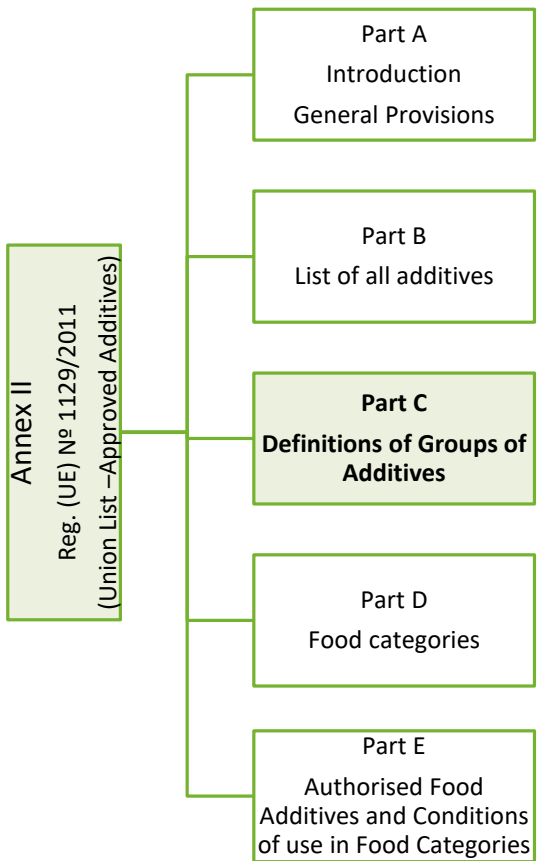 Annex II
Reg. (UE) Nº 1129/2011
(Union List –Approved Additives)
Part A
Introduction
General Provisions
Part B
List of all additives
Part C
Definitions of Groups of
Additives
Part D
Food categories
Part E
Authorised Food
Additives and Conditions
of use in Food Categories